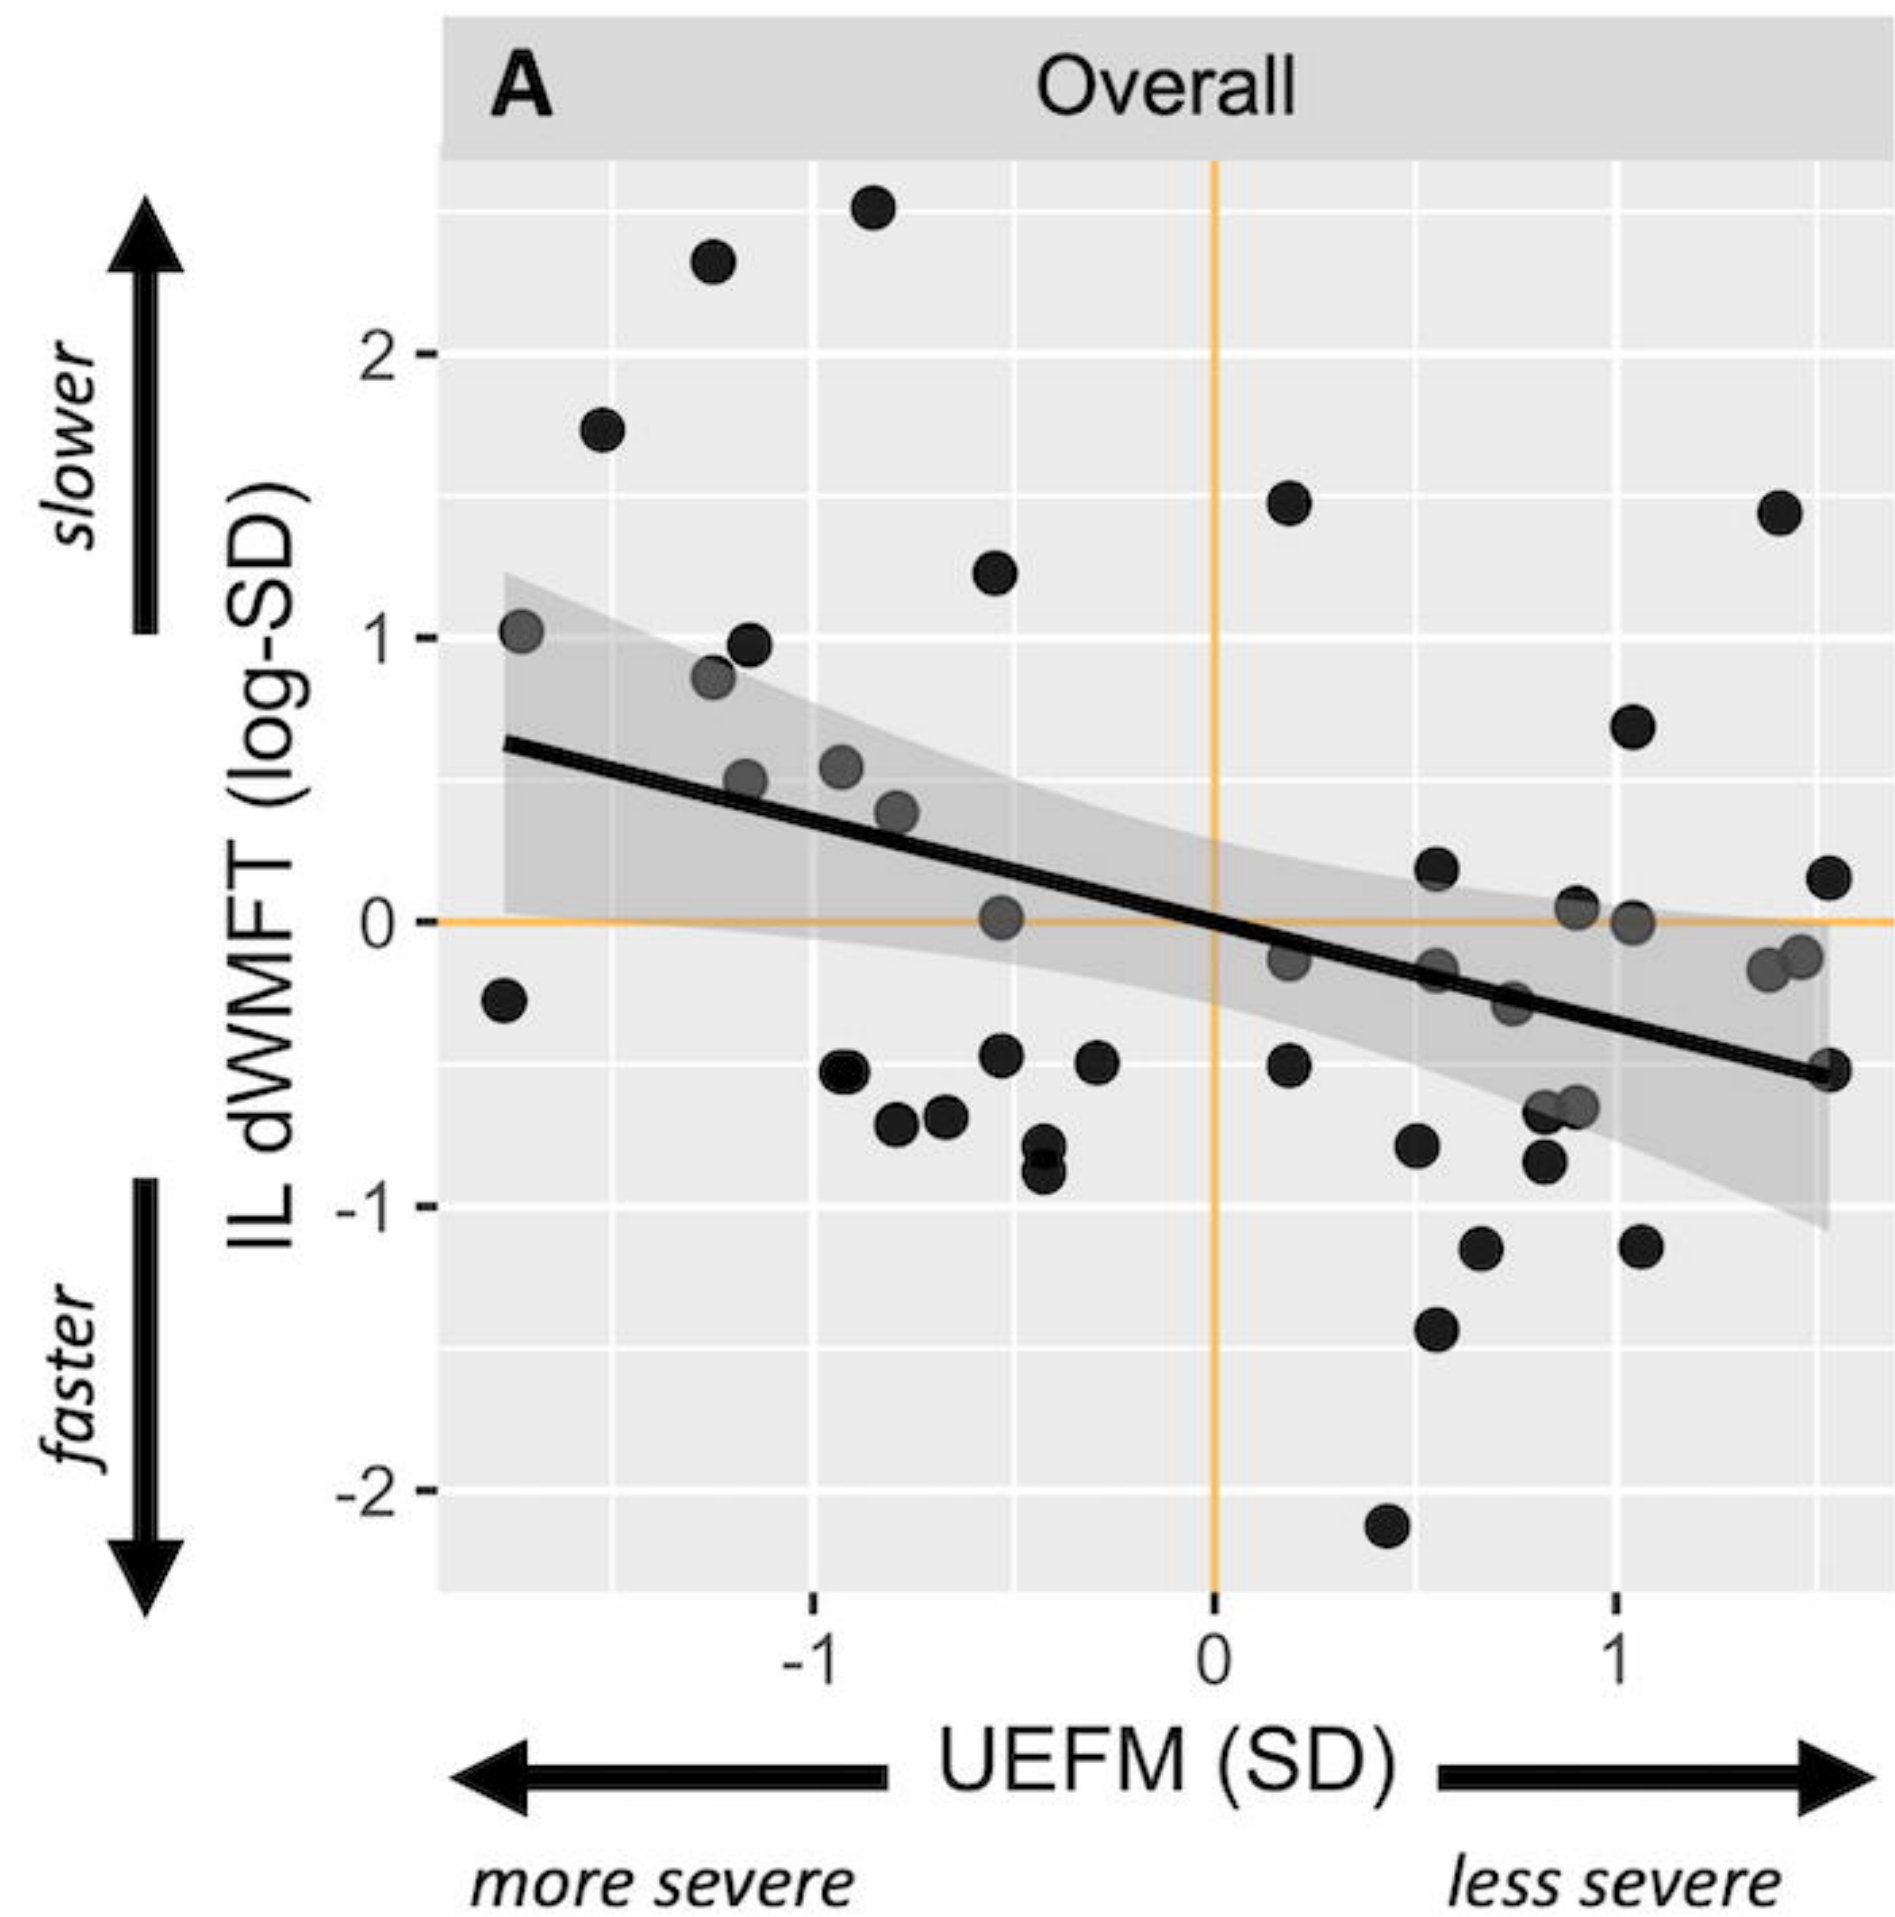 A
Overall
slower
IL dWMFT (log-SD)
faster
2
1
0
-1
-2
-1
0
1
UEFM (SD)
more severe
less severe